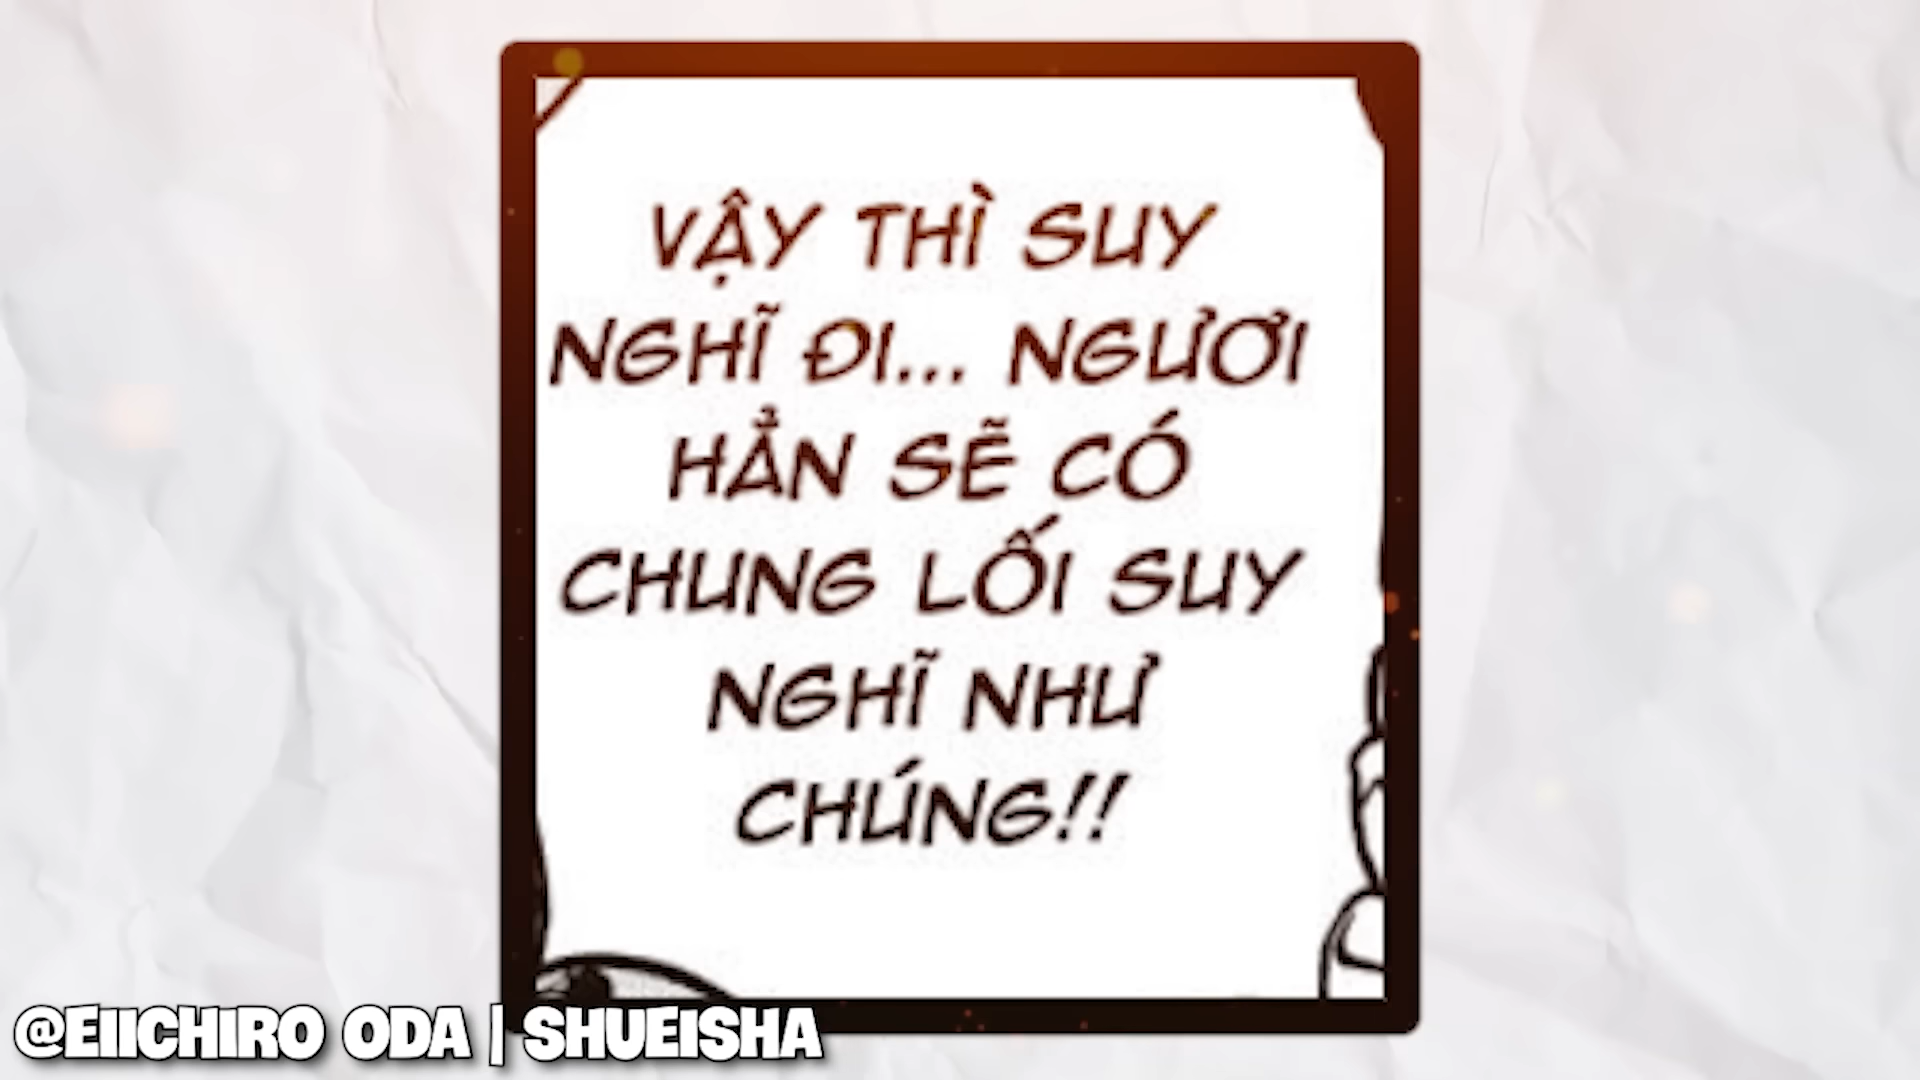 VẬY THÌ SUY
NGHĨ ĐI... NGƯƠI
HẲN SẼ CÓ
CHUNG LỐI SUY
NGHĨ NHƯ
CHÚNG!!
@EIICHIRO ODA | SHUEISHA